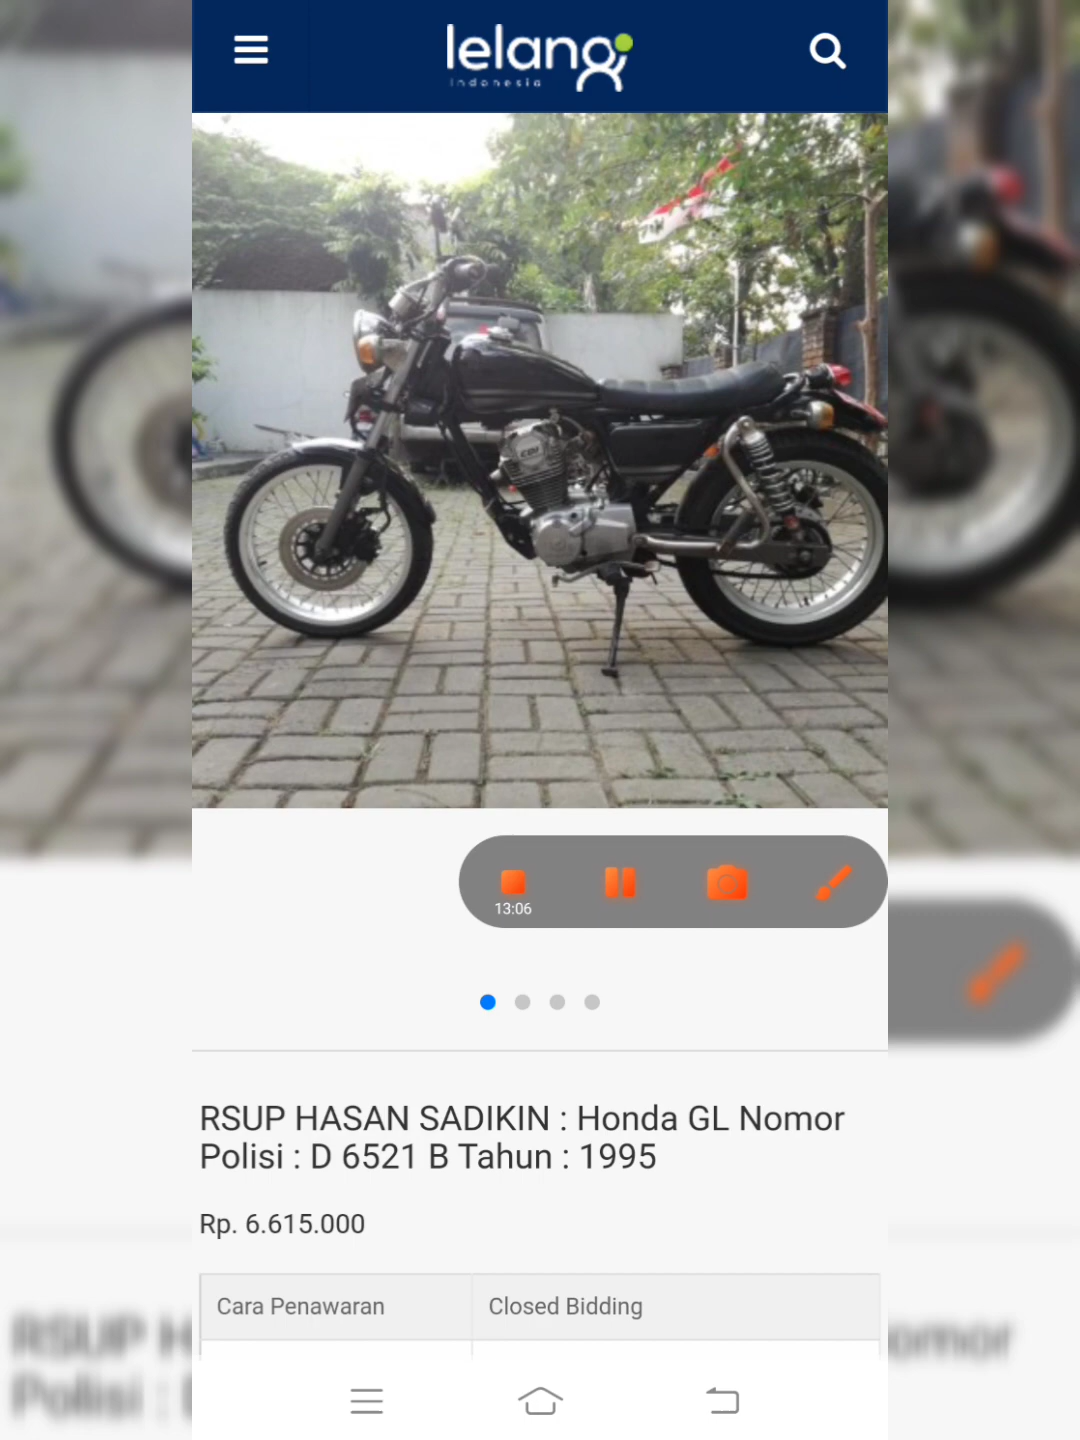 lelang
indonesia
CDI
13:06
RSUP HASAN SADIKIN : Honda GL Nomor
Polisi : D 6521 B Tahun : 1995
Rp. 6.615.000
Cara Penawaran
Closed Bidding